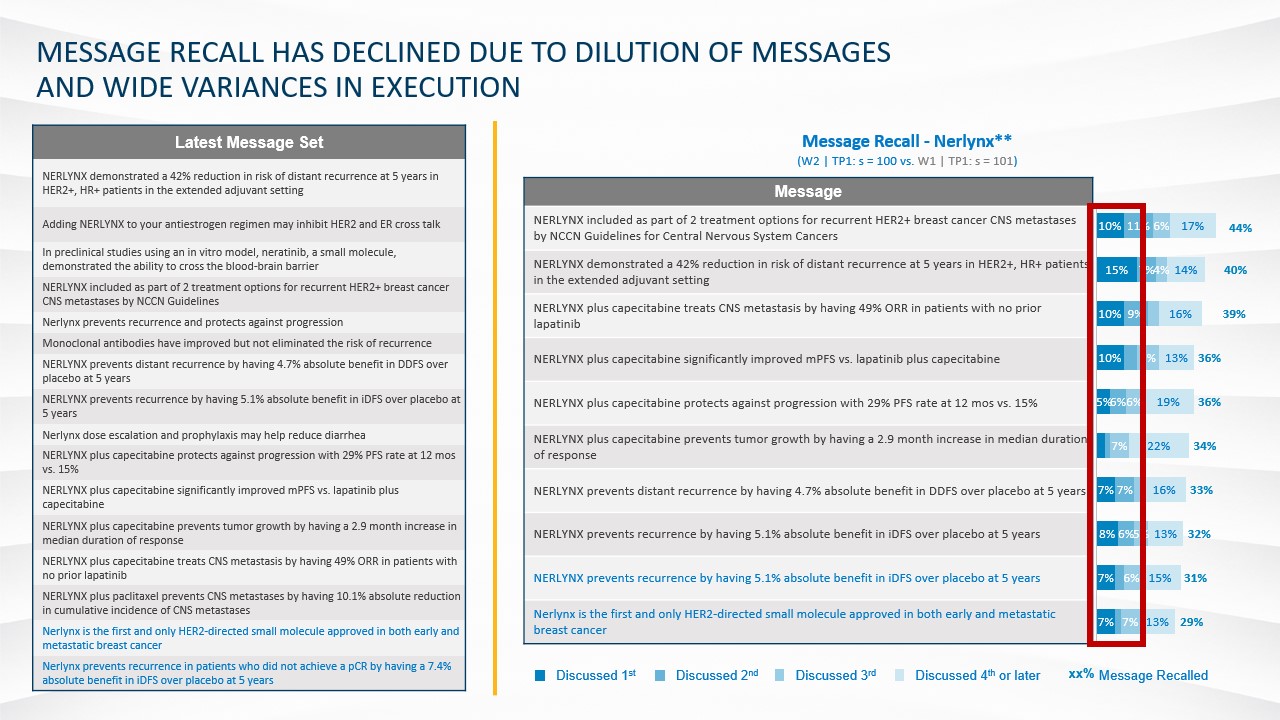 MESSAGE RECALL HAS DECLINED DUE TO DILUTION OF MESSAGES
AND WIDE VARIANCES IN EXECUTION
Latest Message Set
NERLYNX demonstrated a 42% reduction in risk of distant recurrence at 5 years in
HER2+, HR+ patients in the extended adjuvant setting
Adding NERLYNX to your antiestrogen regimen may inhibit HER2 and ER cross talk
In preclinical studies using an in vitro model, neratinib, a small molecule,
demonstrated the ability to cross the blood-brain barrier
NERLYNX included as part of 2 treatment options for recurrent HER2+ breast cancer
CNS metastases by NCCN Guidelines
Nerlynx prevents recurrence and protects against progression
Monoclonal antibodies have improved but not eliminated the risk of recurrence
NERLYNX prevents distant recurrence by having 4.7% absolute benefit in DDFS over
placebo at 5 years
NERLYNX prevents recurrence by having 5.1% absolute benefit in iDFS over placebo at
5 years
Nerlynx dose escalation and prophylaxis may help reduce diarrhea
NERLYNX plus capecitabine protects against progression with 29% PFS rate at 12 mos
vs. 15%
NERLYNX plus capecitabine significantly improved mPFS vs. lapatinib plus
capecitabine
NERLYNX plus capecitabine prevents tumor growth by having a 2.9 month increase in
median duration of response
NERLYNX plus capecitabine treats CNS metastasis by having 49% ORR in patients with
no prior lapatinib
NERLYNX plus paclitaxel prevents CNS metastases by having 10.1% absolute reduction
in cumulative incidence of CNS metastases
Nerlynx is the first and only HER2-directed small molecule approved in both early and
metastatic breast cancer
Nerlynx prevents recurrence in patients who did not achieve a pCR by having a 7.4%
absolute benefit in iDFS over placebo at 5 years
Message Recall - Nerlynx**
(W2 | TP1: s = 100 vs. W1 | TP1: s = 101)
Message
NERLYNX included as part of 2 treatment options for recurrent HER2+ breast cancer CNS metastases
by NCCN Guidelines for Central Nervous System Cancers
10% 11% 6% 17% 44%
NERLYNX demonstrated a 42% reduction in risk of distant recurrence at 5 years in HER2+, HR+ patients
in the extended adjuvant setting
15% 4% 14% 40%
NERLYNX plus capecitabine treats CNS metastasis by having 49% ORR in patients with no prior
lapatinib
10% 9% 16% 39%
NERLYNX plus capecitabine significantly improved mPFS vs. lapatinib plus capecitabine
10% 13% 36%
NERLYNX plus capecitabine protects against progression with 29% PFS rate at 12 mos vs. 15%
5% 6% 6% 19% 36%
NERLYNX plus capecitabine prevents tumor growth by having a 2.9 month increase in median duration
of response
7% 22% 34%
NERLYNX prevents distant recurrence by having 4.7% absolute benefit in DDFS over placebo at 5 years
7% 7% 16% 33%
NERLYNX prevents recurrence by having 5.1% absolute benefit in iDFS over placebo at 5 years
8% 6% 5% 13% 32%
NERLYNX prevents recurrence by having 5.1% absolute benefit in iDFS over placebo at 5 years
7% 6% 15% 31%
Nerlynx is the first and only HER2-directed small molecule approved in both early and metastatic
breast cancer
7% 7% 13% 29%
Discussed 1st Discussed 2nd Discussed 3rd Discussed 4th or later xx% Message Recalled